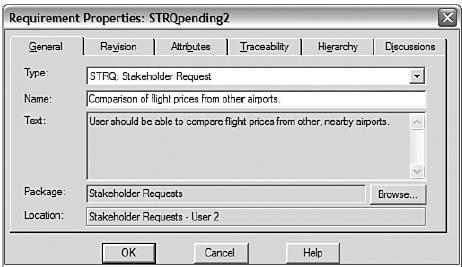 Requirement Properties: STRQpending2
General Revision Attributes Traceability Hierarchy Discussions
Type: STRQ: Stakeholder Request
Name: Comparison of flight prices from other airports.
Text: User should be able to compare flight prices from other, nearby airports.
Package: Stakeholder Requests Browse...
Location: Stakeholder Requests - User 2
OK Cancel Help